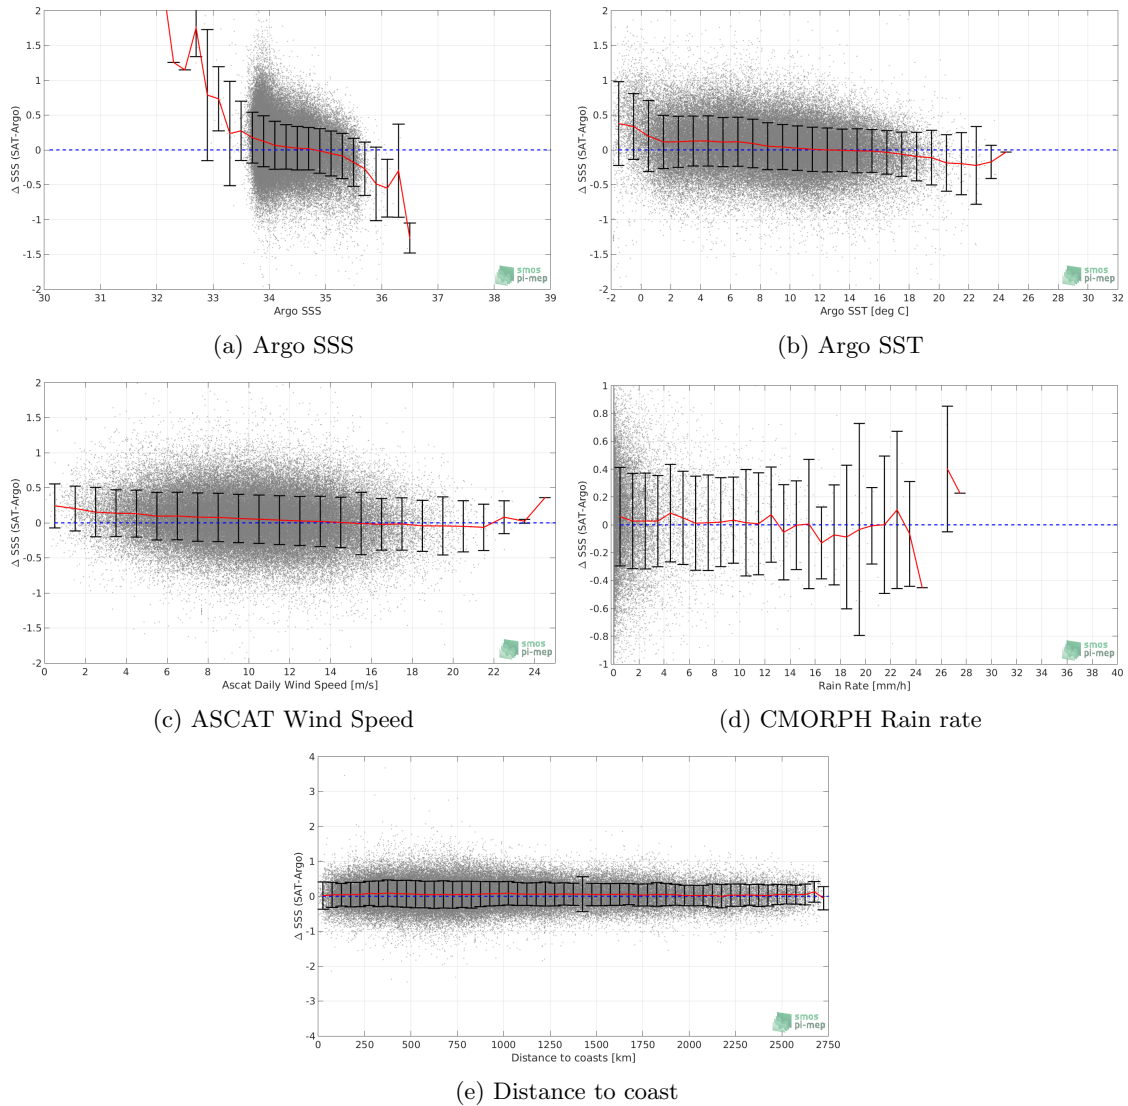 2
1.5
1
0.5
0
-0.5
-1
-1.5
-2
Δ SSS (SAT-Argo)
30 31 32 33 34 35 36 37 38 39
Argo SSS
smos
pi-mep
(a) Argo SSS
2
1.5
1
0.5
0
-0.5
-1
-1.5
-2
Δ SSS (SAT-Argo)
-2 0 2 4 6 8 10 12 14 16 18 20 22 24 26 28 30 32
Argo SST [deg C]
smos
pi-mep
(b) Argo SST
2
1.5
1
0.5
0
-0.5
-1
-1.5
-2
Δ SSS (SAT-Argo)
0 2 4 6 8 10 12 14 16 18 20 22 24
Ascat Daily Wind Speed [m/s]
smos
pi-mep
(c) ASCAT Wind Speed
1
0.8
0.6
0.4
0.2
0
-0.2
-0.4
-0.6
-0.8
-1
Δ SSS (SAT-Argo)
0 2 4 6 8 10 12 14 16 18 20 22 24 26 28 30 32 34 36 38 40
Rain Rate [mm/h]
smos
pi-mep
(d) CMORPH Rain rate
4
3
2
1
0
-1
-2
-3
-4
Δ SSS (SAT-Argo)
0 250 500 750 1000 1250 1500 1750 2000 2250 2500 2750
Distance to coasts [km]
smos
pi-mep
(e) Distance to coast